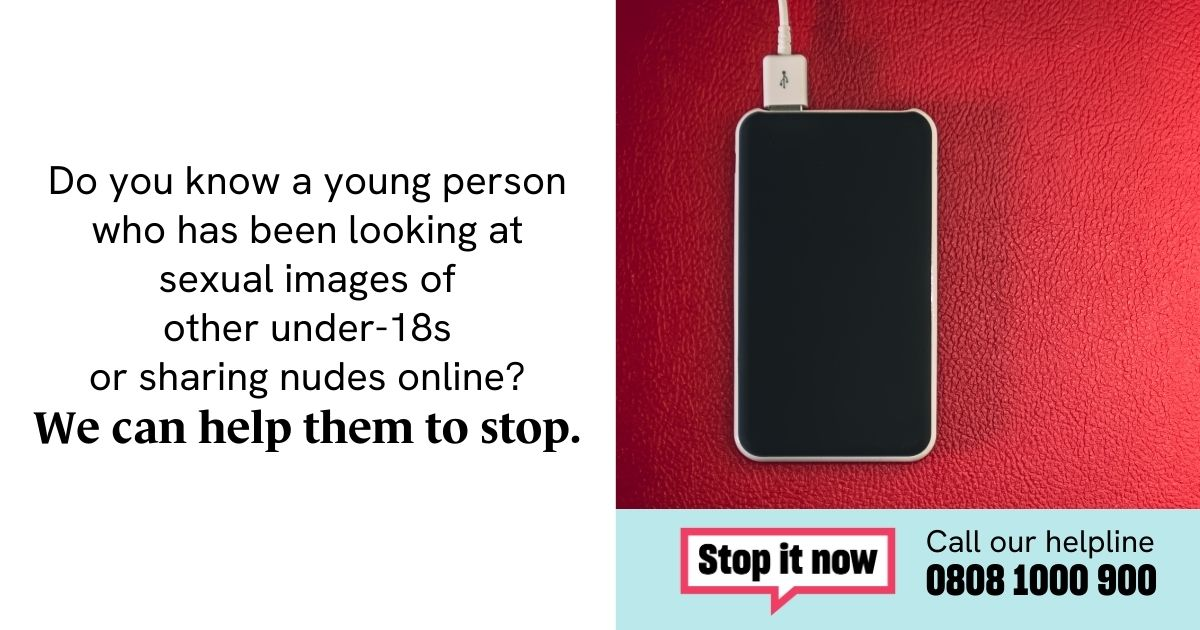 Do you know a young person
who has been looking at
sexual images of
other under-18s
or sharing nudes online?
We can help them to stop.
Stop it now
Call our helpline
0808 1000 900